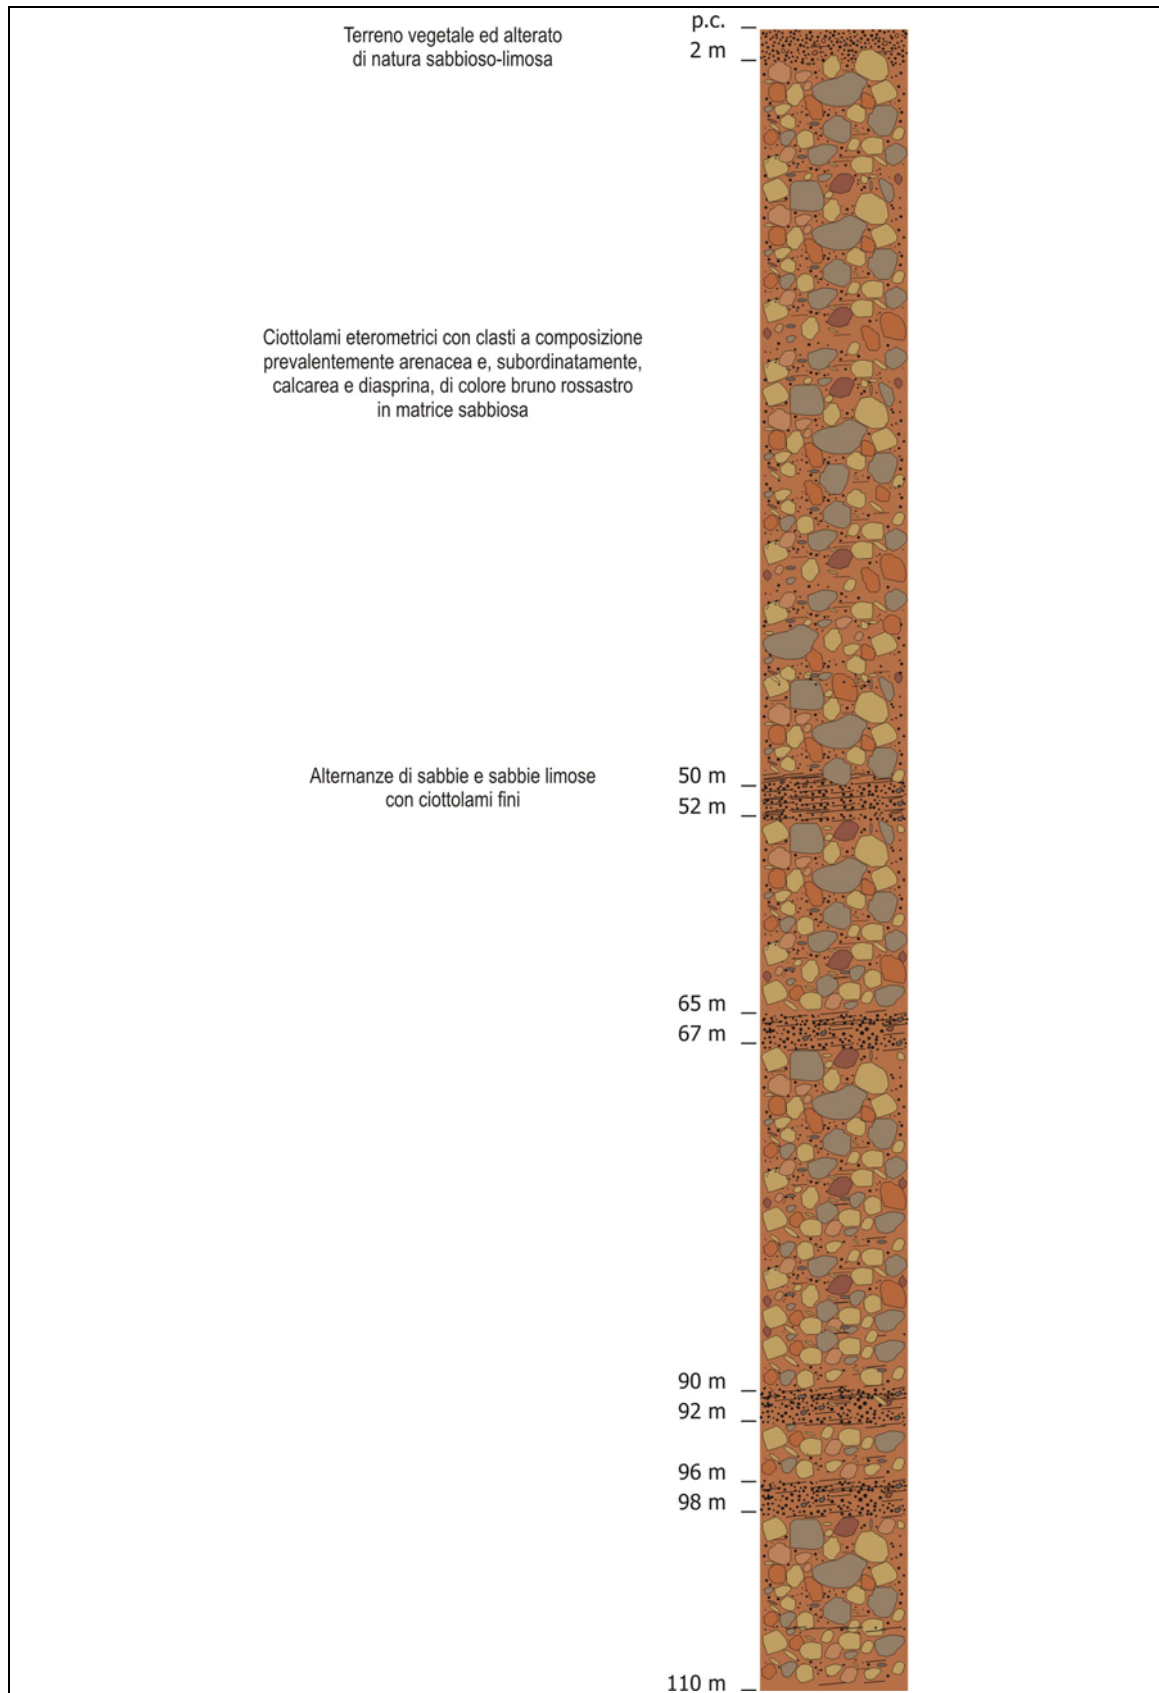 p.c.
Terreno vegetale ed alterato
di natura sabbioso-limosa
2 m
Ciottolami eterometrici con clasti a composizione
prevalentemente arenacea e, subordinatamente,
calcarea e diasprina, di colore bruno rossastro
in matrice sabbiosa
Alternanze di sabbie e sabbie limose
con ciottolami fini
50 m
52 m
65 m
67 m
90 m
92 m
96 m
98 m
110 m